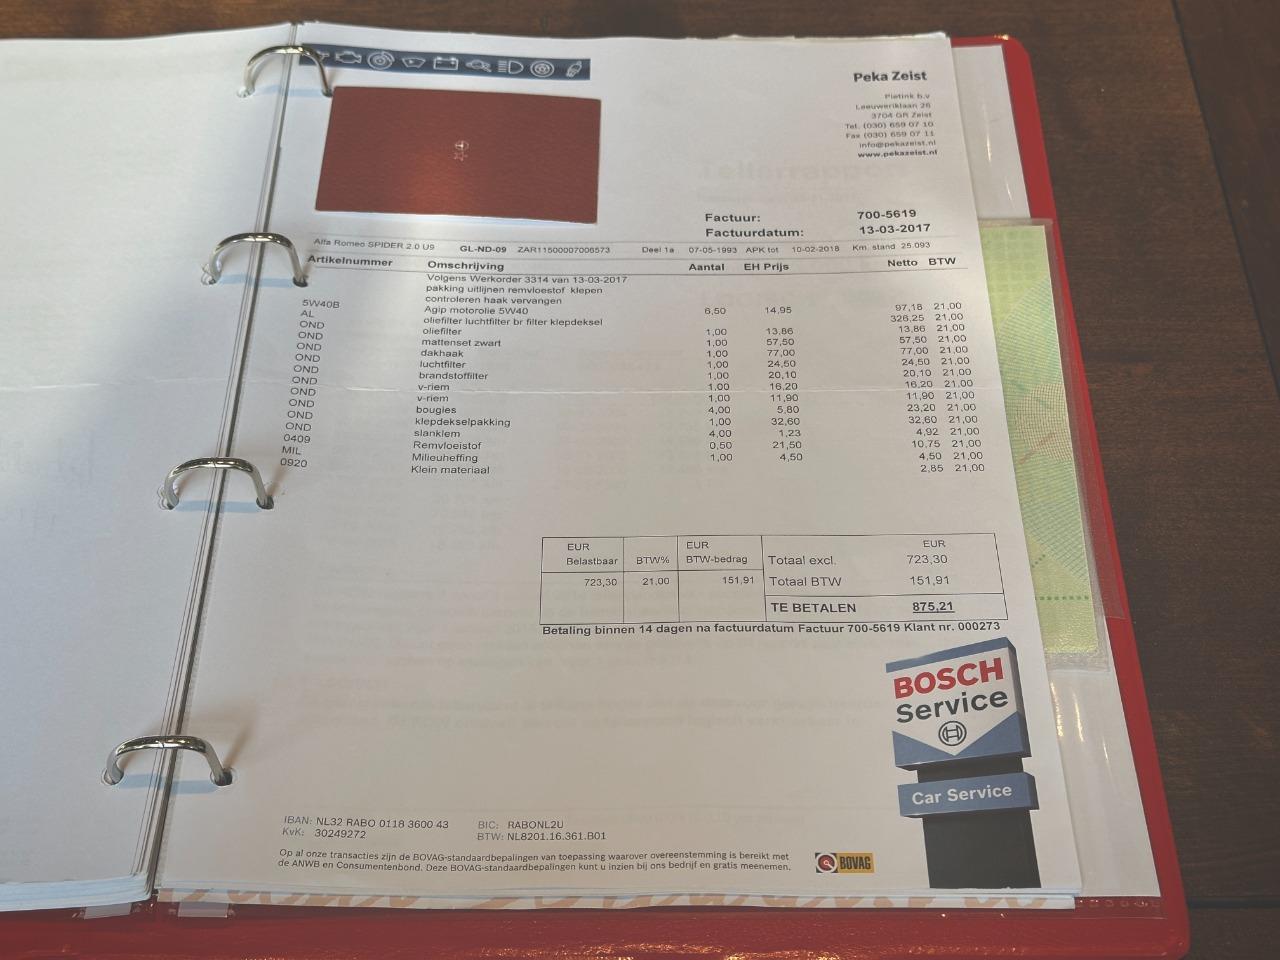 Peka Zeist
Pietink b.v
Leeuweriklaan 26
3704 GR Zeist
Tel. (030) 659 07 10
Fax (030) 659 07 11
info@pekazeist.nl
www.pekazeist.nl
Factuur: 700-5619
Factuurdatum: 13-03-2017
Alfa Romeo SPIDER 2.0 U9 GL-ND-09 ZAR11500007006573 Deel 1a 07-05-1993 APK tot 10-02-2018 Km. stand 25.093
Artikelnummer Omschrijving Aantal EH Prijs Netto BTW
Volgens Werkorder 3314 van 13-03-2017
pakking uitlijnen remvloestof klepen
controleren haak vervangen
5W40B Agip motorolie 5W40 6,50 14,95 97,18 21,00
AL oliefilter luchtfilter br filter klepdeksel 326,25 21,00
OND oliefilter 1,00 13,86 13,86 21,00
OND mattenset zwart 1,00 57,50 57,50 21,00
OND dakhaak 1,00 77,00 77,00 21,00
OND luchtfilter 1,00 24,50 24,50 21,00
OND brandstoffilter 1,00 20,10 20,10 21,00
OND v-riem 1,00 16,20 16,20 21,00
OND v-riem 1,00 11,90 11,90 21,00
OND bougies 4,00 5,80 23,20 21,00
OND klepdekselpakking 1,00 32,60 32,60 21,00
OND slanklem 4,00 1,23 4,92 21,00
0409 Remvloeistof 0,50 21,50 10,75 21,00
MIL Milieuheffing 1,00 4,50 4,50 21,00
0920 Klein materiaal 2,85 21,00
EUR EUR EUR
Belastbaar BTW% BTW-bedrag Totaal excl. 723,30
723,30 21,00 151,91 Totaal BTW 151,91
TE BETALEN 875,21
Betaling binnen 14 dagen na factuurdatum Factuur 700-5619 Klant nr. 000273
BOSCH
Service
Car Service
IBAN: NL32 RABO 0118 3600 43 BIC: RABONL2U
KvK: 30249272 BTW: NL8201.16.361.B01
Op al onze transacties zijn de BOVAG-standaardbepalingen van toepassing waarover overeenstemming is bereikt met
de ANWB en Consumentenbond. Deze BOVAG-standaardbepalingen kunt u inzien bij ons bedrijf en gratis meenemen.
BOVAG